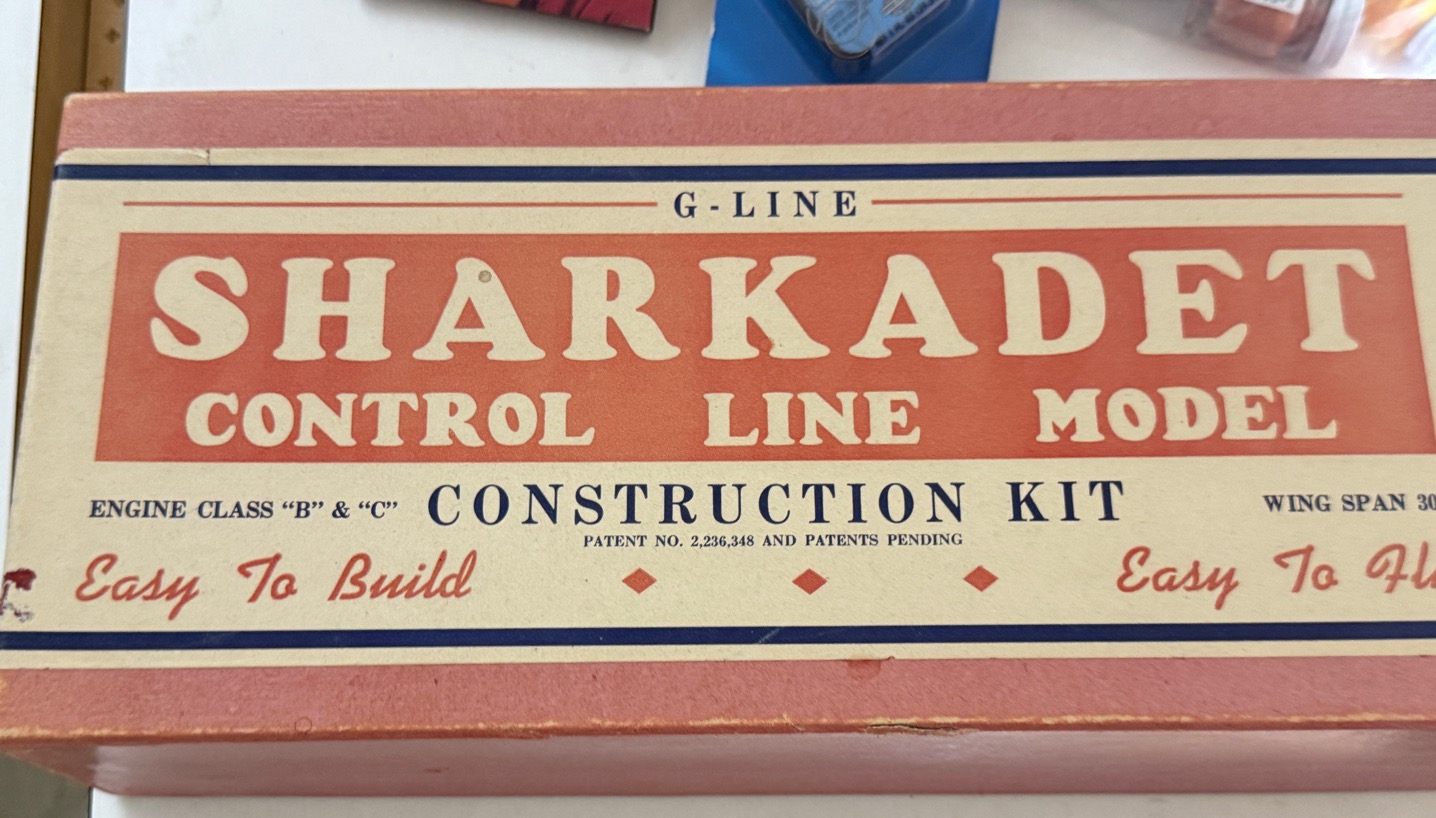 G-LINE
SHARKADET
CONTROL LINE MODEL
ENGINE CLASS “B” & “C” CONSTRUCTION KIT WING SPAN 30
PATENT NO. 2,236,348 AND PATENTS PENDING
Easy To Build Easy To